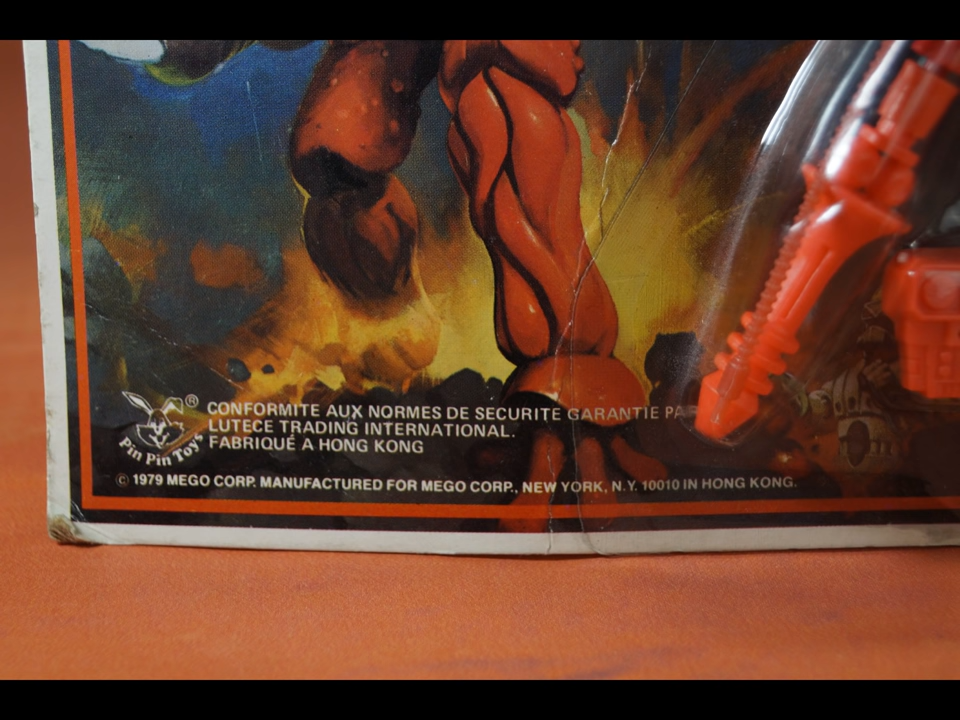 Pin Pin Toys ®
CONFORMITE AUX NORMES DE SECURITE GARANTIE PA
LUTECE TRADING INTERNATIONAL.
FABRIQUÉ A HONG KONG
© 1979 MEGO CORP. MANUFACTURED FOR MEGO CORP., NEW YORK, N.Y. 10010 IN HONG KONG.